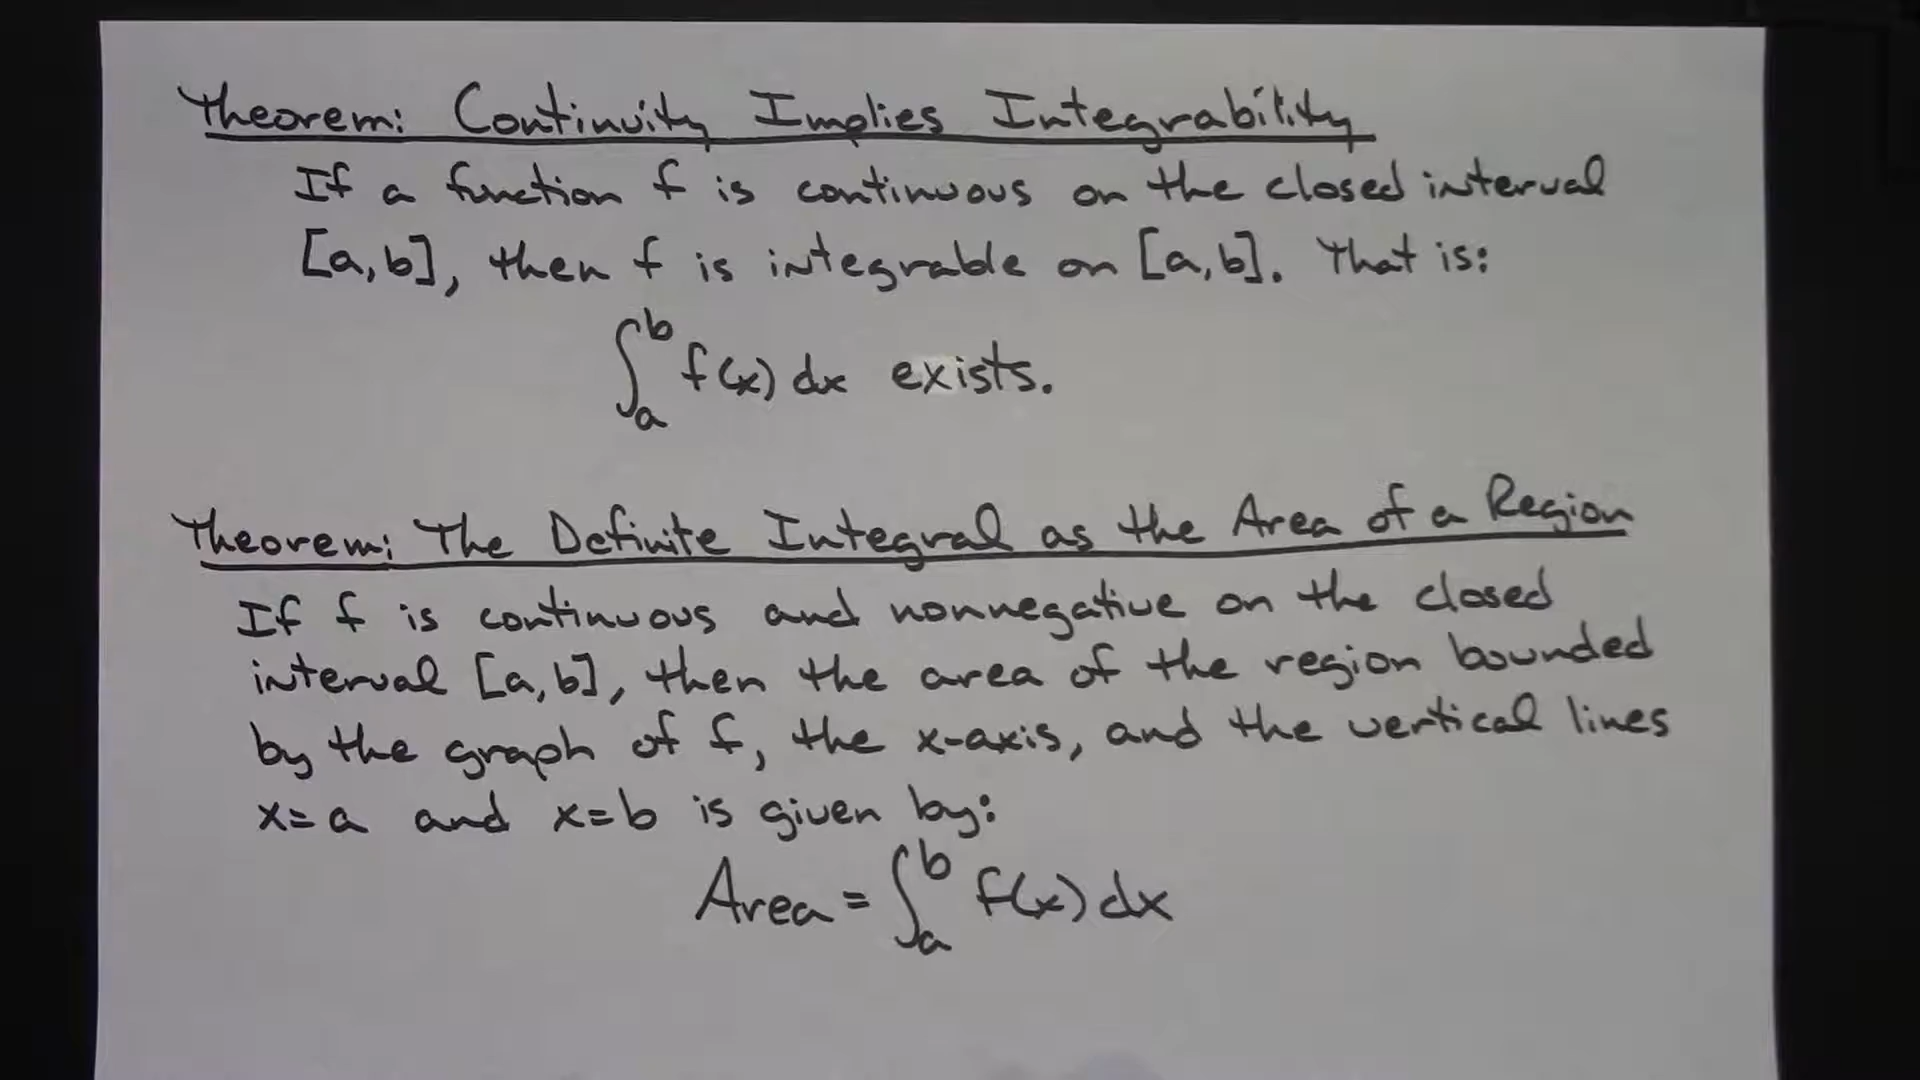 Theorem: Continuity Implies Integrability
If a function f is continuous on the closed interval
[a,b], then f is integrable on [a,b]. That is:
∫_a^b f(x) dx exists.
Theorem: The Definite Integral as the Area of a Region
If f is continuous and nonnegative on the closed
interval [a,b], then the area of the region bounded
by the graph of f, the x-axis, and the vertical lines
x=a and x=b is given by:
Area = ∫_a^b f(x) dx